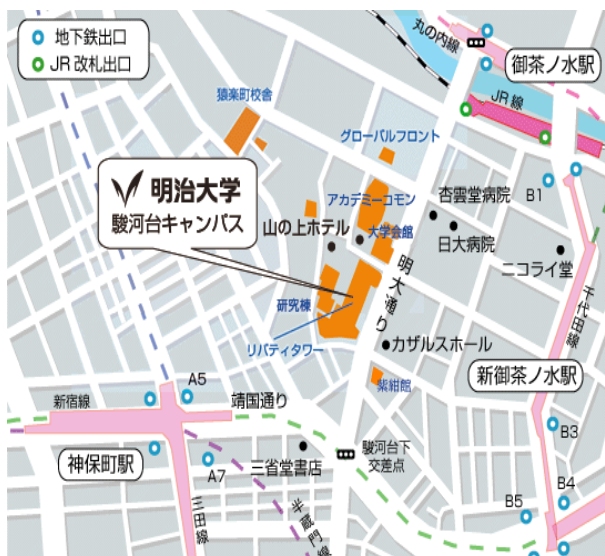 地下鉄出口
JR改札出口
丸の内線
御茶ノ水駅
JR線
猿楽町校舎
グローバルフロント
明治大学
駿河台キャンパス
アカデミーコモン
杏雲堂病院
B1
山の上ホテル
大学会館
日大病院
ニコライ堂
明大通り
研究棟
千代田線
リバティタワー
カザルスホール
紫紺館
新御茶ノ水駅
A5
新宿線
靖国通り
神保町駅
A7
三省堂書店
駿河台下
交差点
B3
B4
B5
三田線
半蔵門線